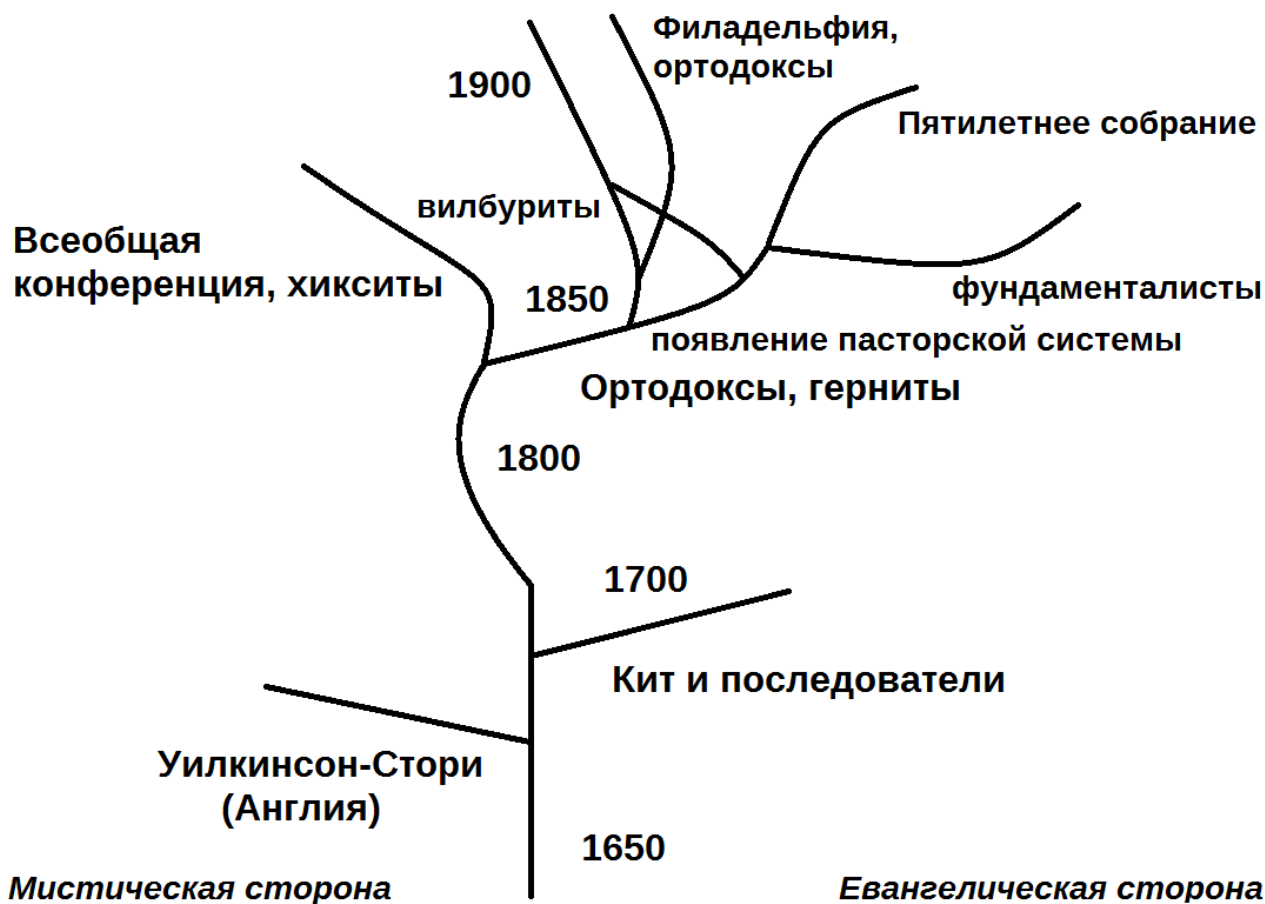 Филадельфия,
ортодоксы
1900
Пятилетнее собрание
вилбуриты
Всеобщая
конференция, хикситы
1850
фундаменталисты
появление пасторской системы
Ортодоксы, герниты
1800
1700
Кит и последователи
Уилкинсон-Стори
(Англия)
1650
Мистическая сторона
Евангелическая сторона